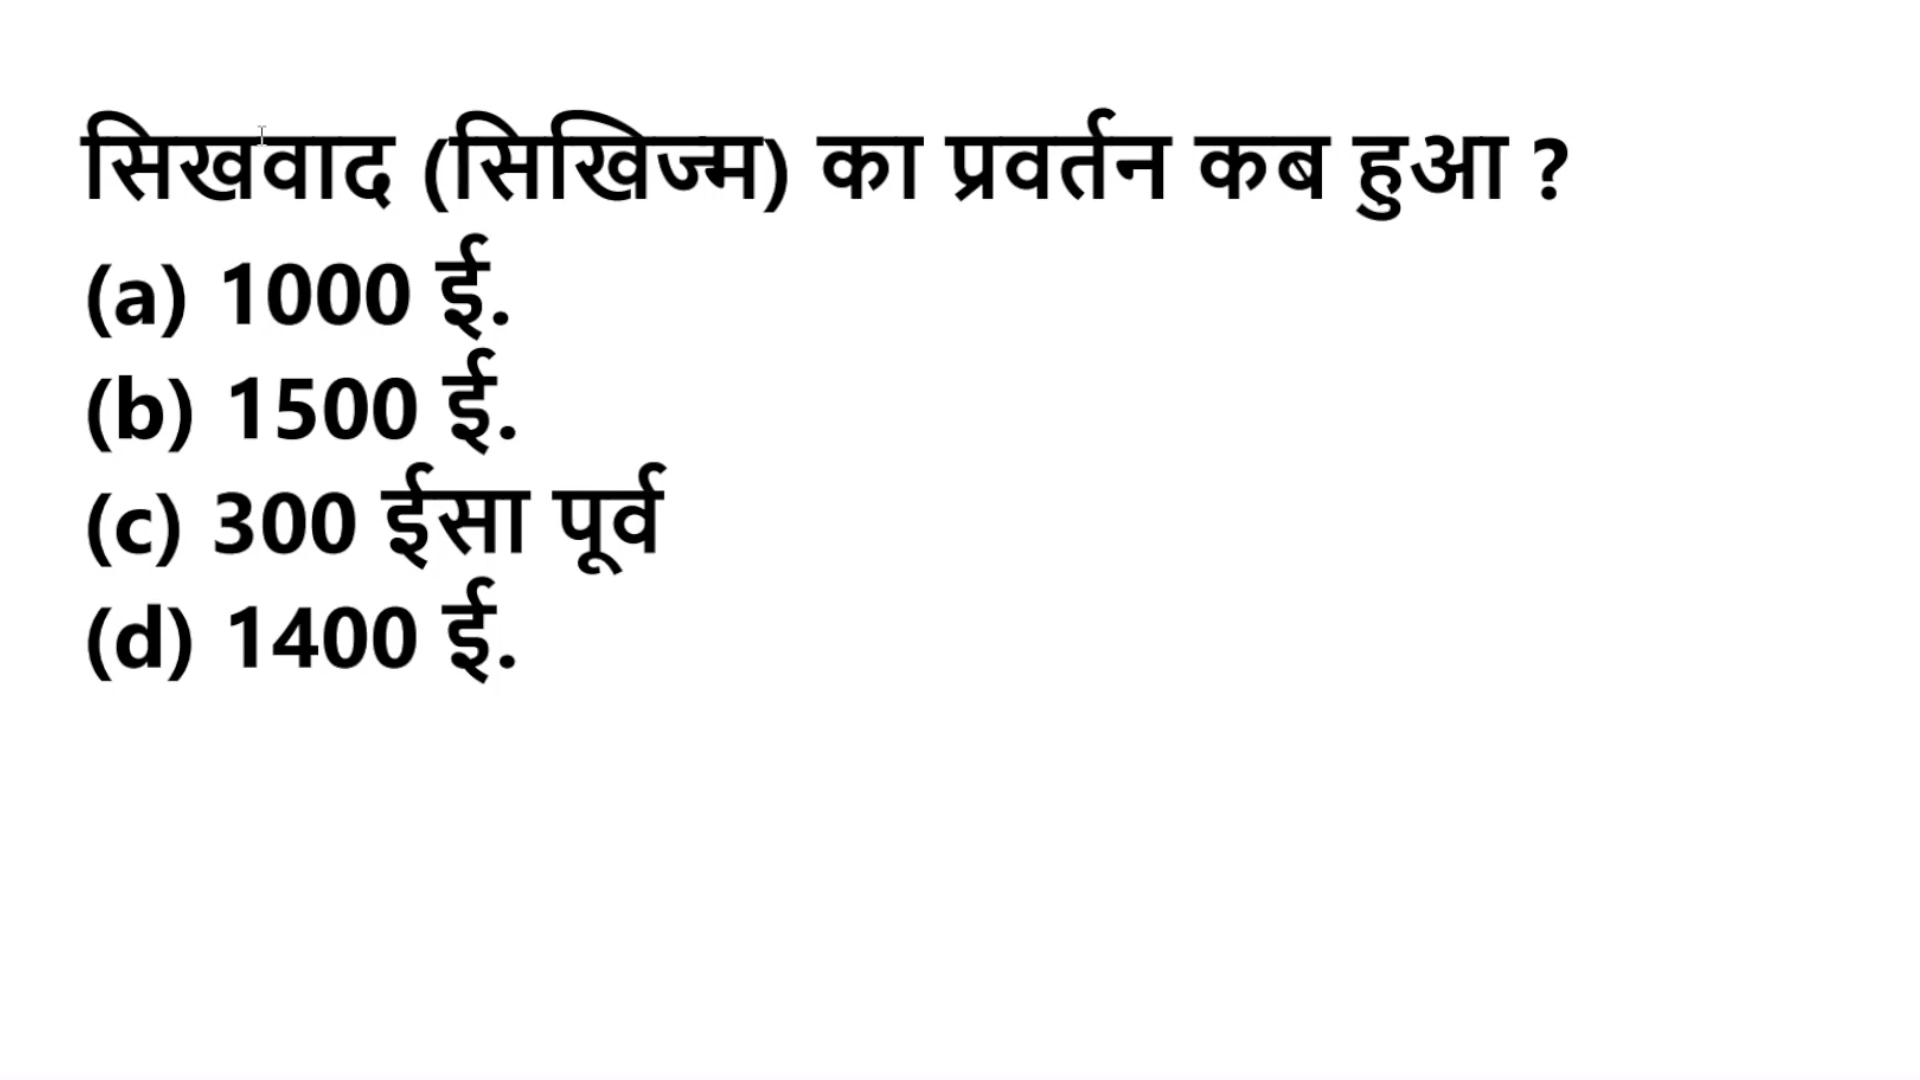 सिखवाद (सिखिज्म) का प्रवर्तन कब हुआ ?
(a) 1000 ई.
(b) 1500 ई.
(c) 300 ईसा पूर्व
(d) 1400 ई.